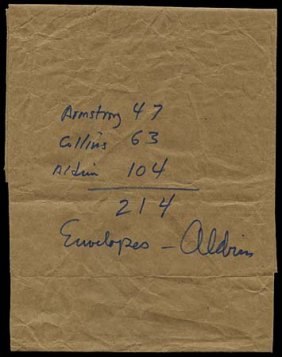 Armstrong 47
Collins 63
Aldrin 104
214
Envelopes - Aldrin